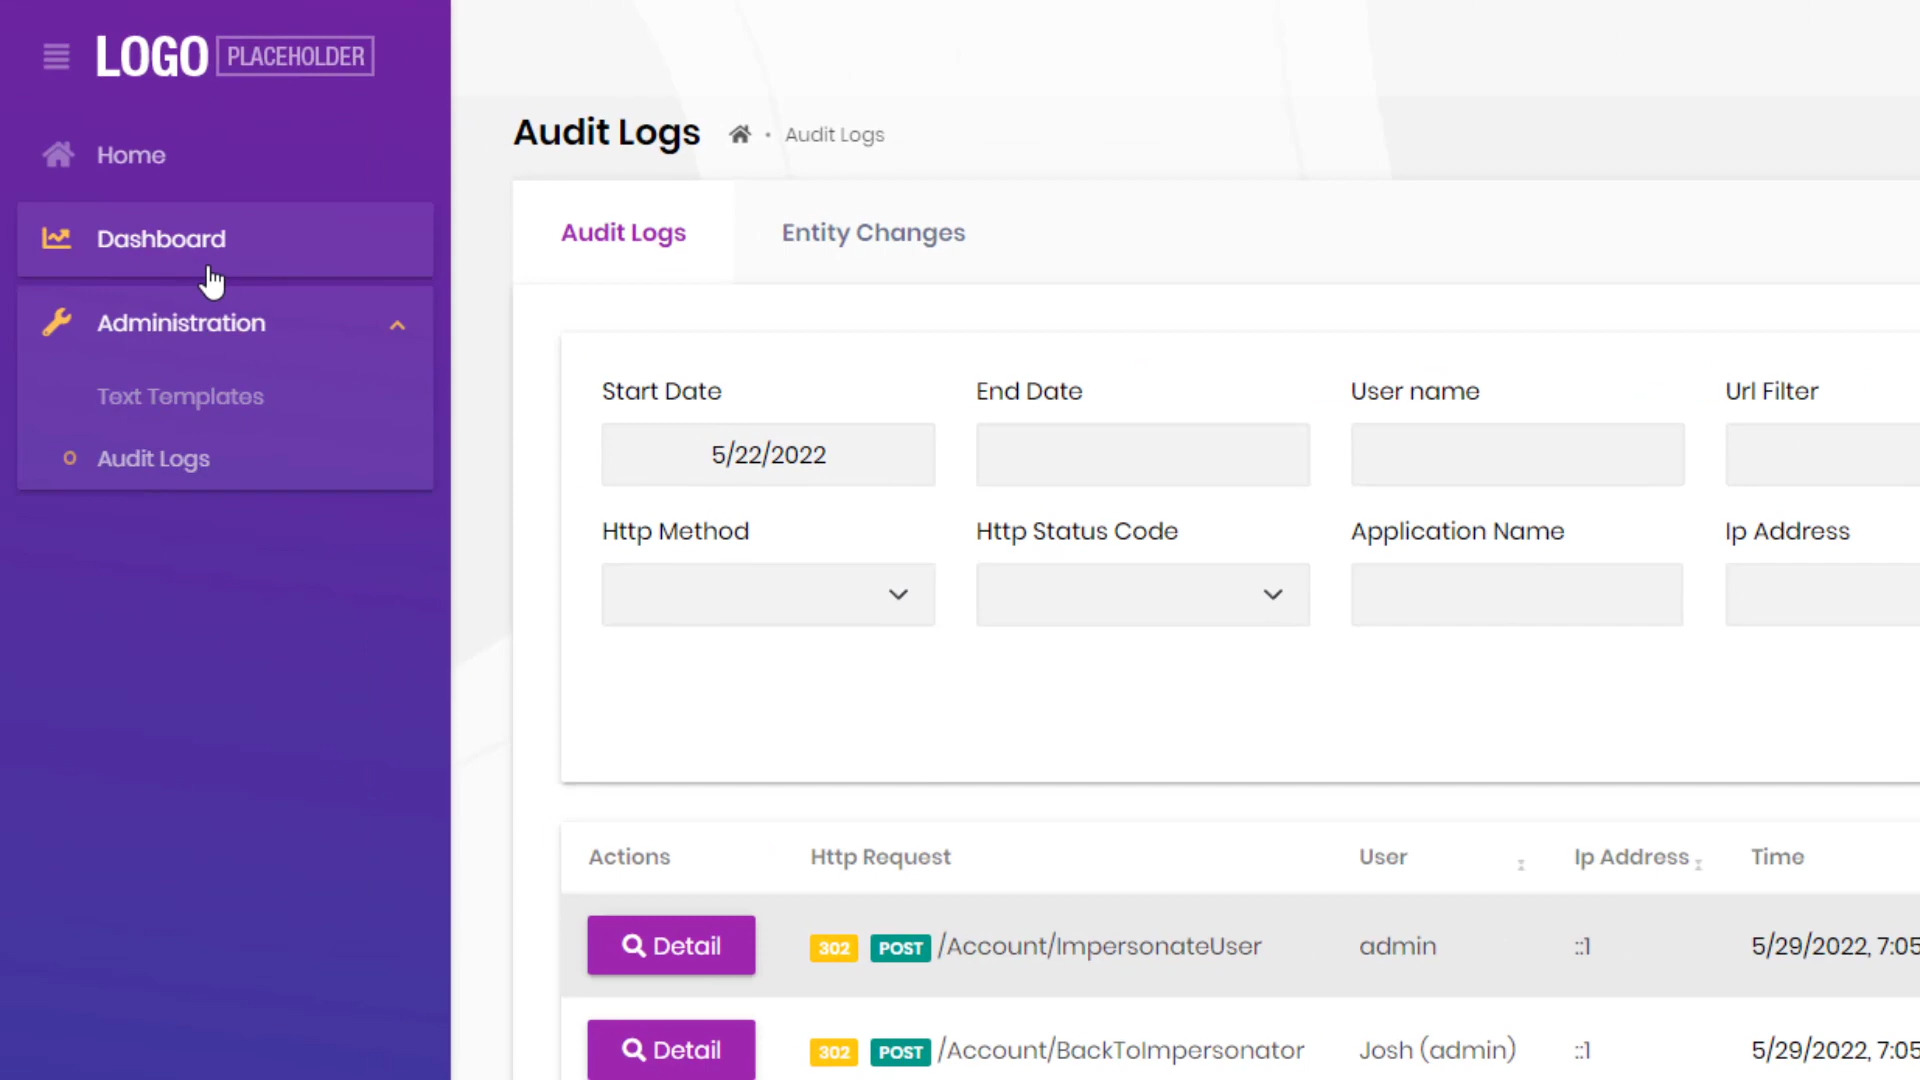 LOGO PLACEHOLDER
Home
Dashboard
Administration
Text Templates
Audit Logs
Audit Logs • Audit Logs
Audit Logs Entity Changes
Start Date End Date User name Url Filter
5/22/2022
Http Method Http Status Code Application Name Ip Address
Actions Http Request User Ip Address Time
Detail 302 POST /Account/ImpersonateUser admin ::1 5/29/2022, 7:05
Detail 302 POST /Account/BackToImpersonator Josh (admin) ::1 5/29/2022, 7:05